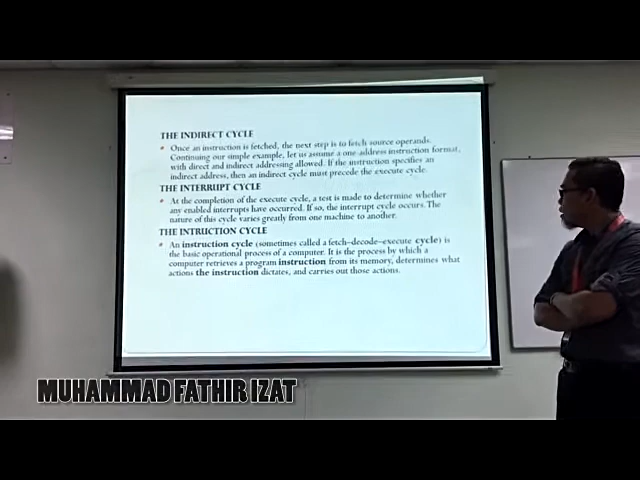 THE INDIRECT CYCLE
Once an instruction is fetched, the next step is to fetch source operands.
Continuing our simple example, let us assume a one-address instruction format,
with direct and indirect addressing allowed. If the instruction specifies an
indirect address, then an indirect cycle must precede the execute cycle.
THE INTERRUPT CYCLE
At the completion of the execute cycle, a test is made to determine whether
any enabled interrupts have occurred. If so, the interrupt cycle occurs. The
nature of this cycle varies greatly from one machine to another.
THE INTRUCTION CYCLE
An instruction cycle (sometimes called a fetch–decode–execute cycle) is
the basic operational process of a computer. It is the process by which a
computer retrieves a program instruction from its memory, determines what
actions the instruction dictates, and carries out those actions.
MUHAMMAD FATHIR IZAT